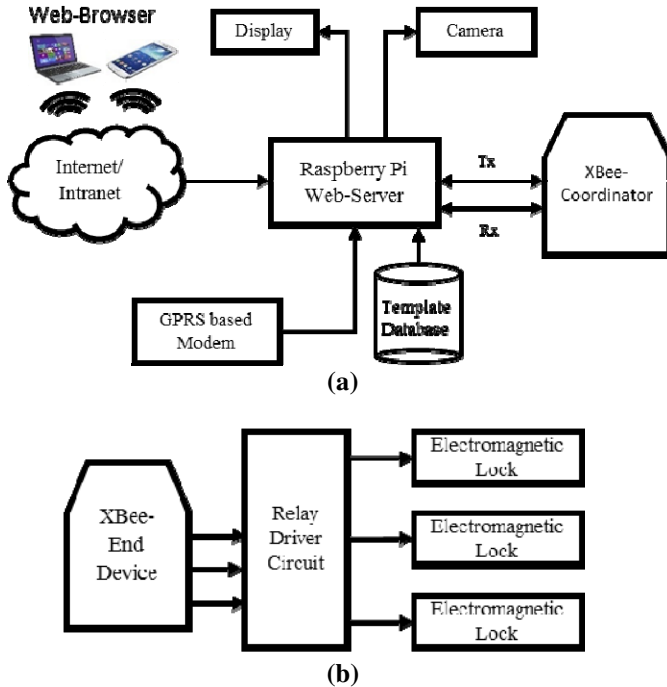 Web-Browser
Display
Camera
Internet/
Intranet
Raspberry Pi
Web-Server
Tx
Rx
XBee-
Coordinator
GPRS based
Modem
Template
Database
(a)
XBee-
End
Device
Relay
Driver
Circuit
Electromagnetic
Lock
Electromagnetic
Lock
Electromagnetic
Lock
(b)